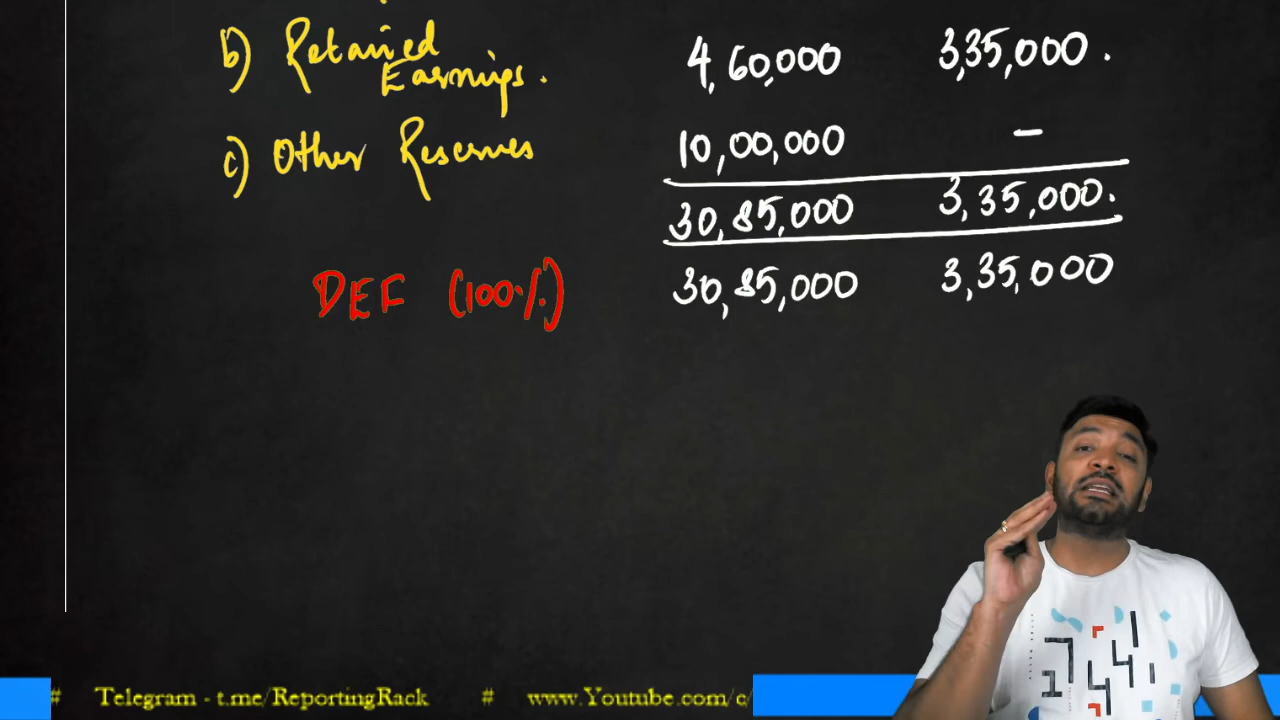 b) Retained 4,60,000 3,35,000.
Earnings.
c) Other Reserves 10,00,000 —
30,85,000 3,35,000.
DEF (100%) 30,85,000 3,35,000
# Telegram - t.me/ReportingRack # www.Youtube.com/c/